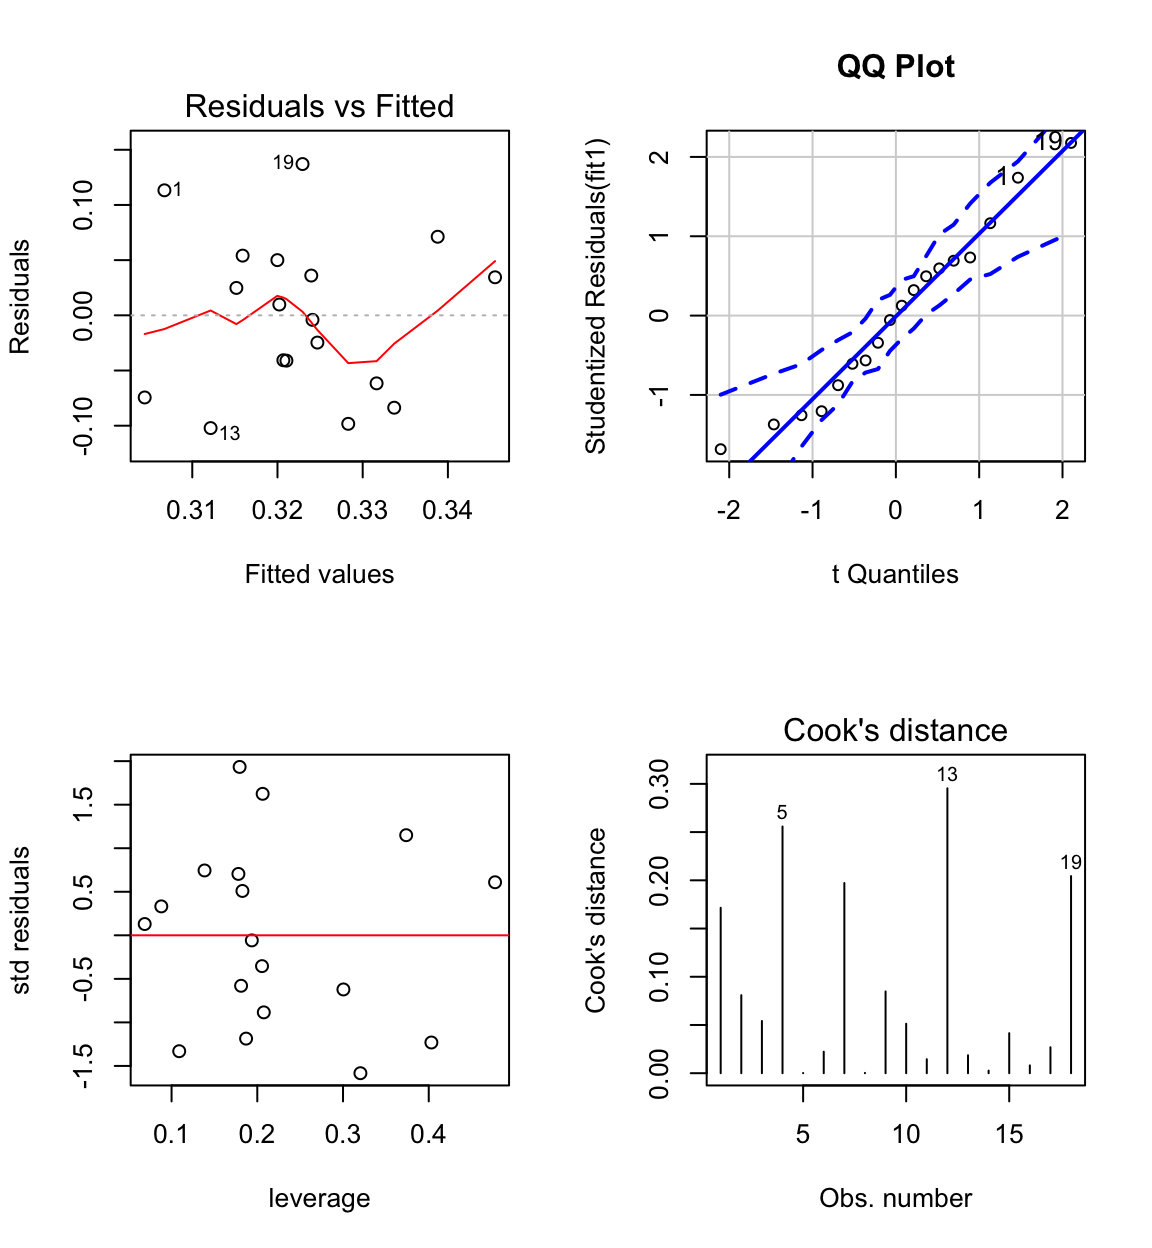 Residuals vs Fitted
Residuals
0.10
0.00
-0.10
19
1
13
0.31 0.32 0.33 0.34
Fitted values
QQ Plot
Studentized Residuals(fit1)
2
1
0
-1
19
1
-2 -1 0 1 2
t Quantiles
std residuals
1.5
0.5
-0.5
-1.5
0.1 0.2 0.3 0.4
leverage
Cook's distance
Cook's distance
0.30
0.20
0.10
0.00
13
5
19
5 10 15
Obs. number